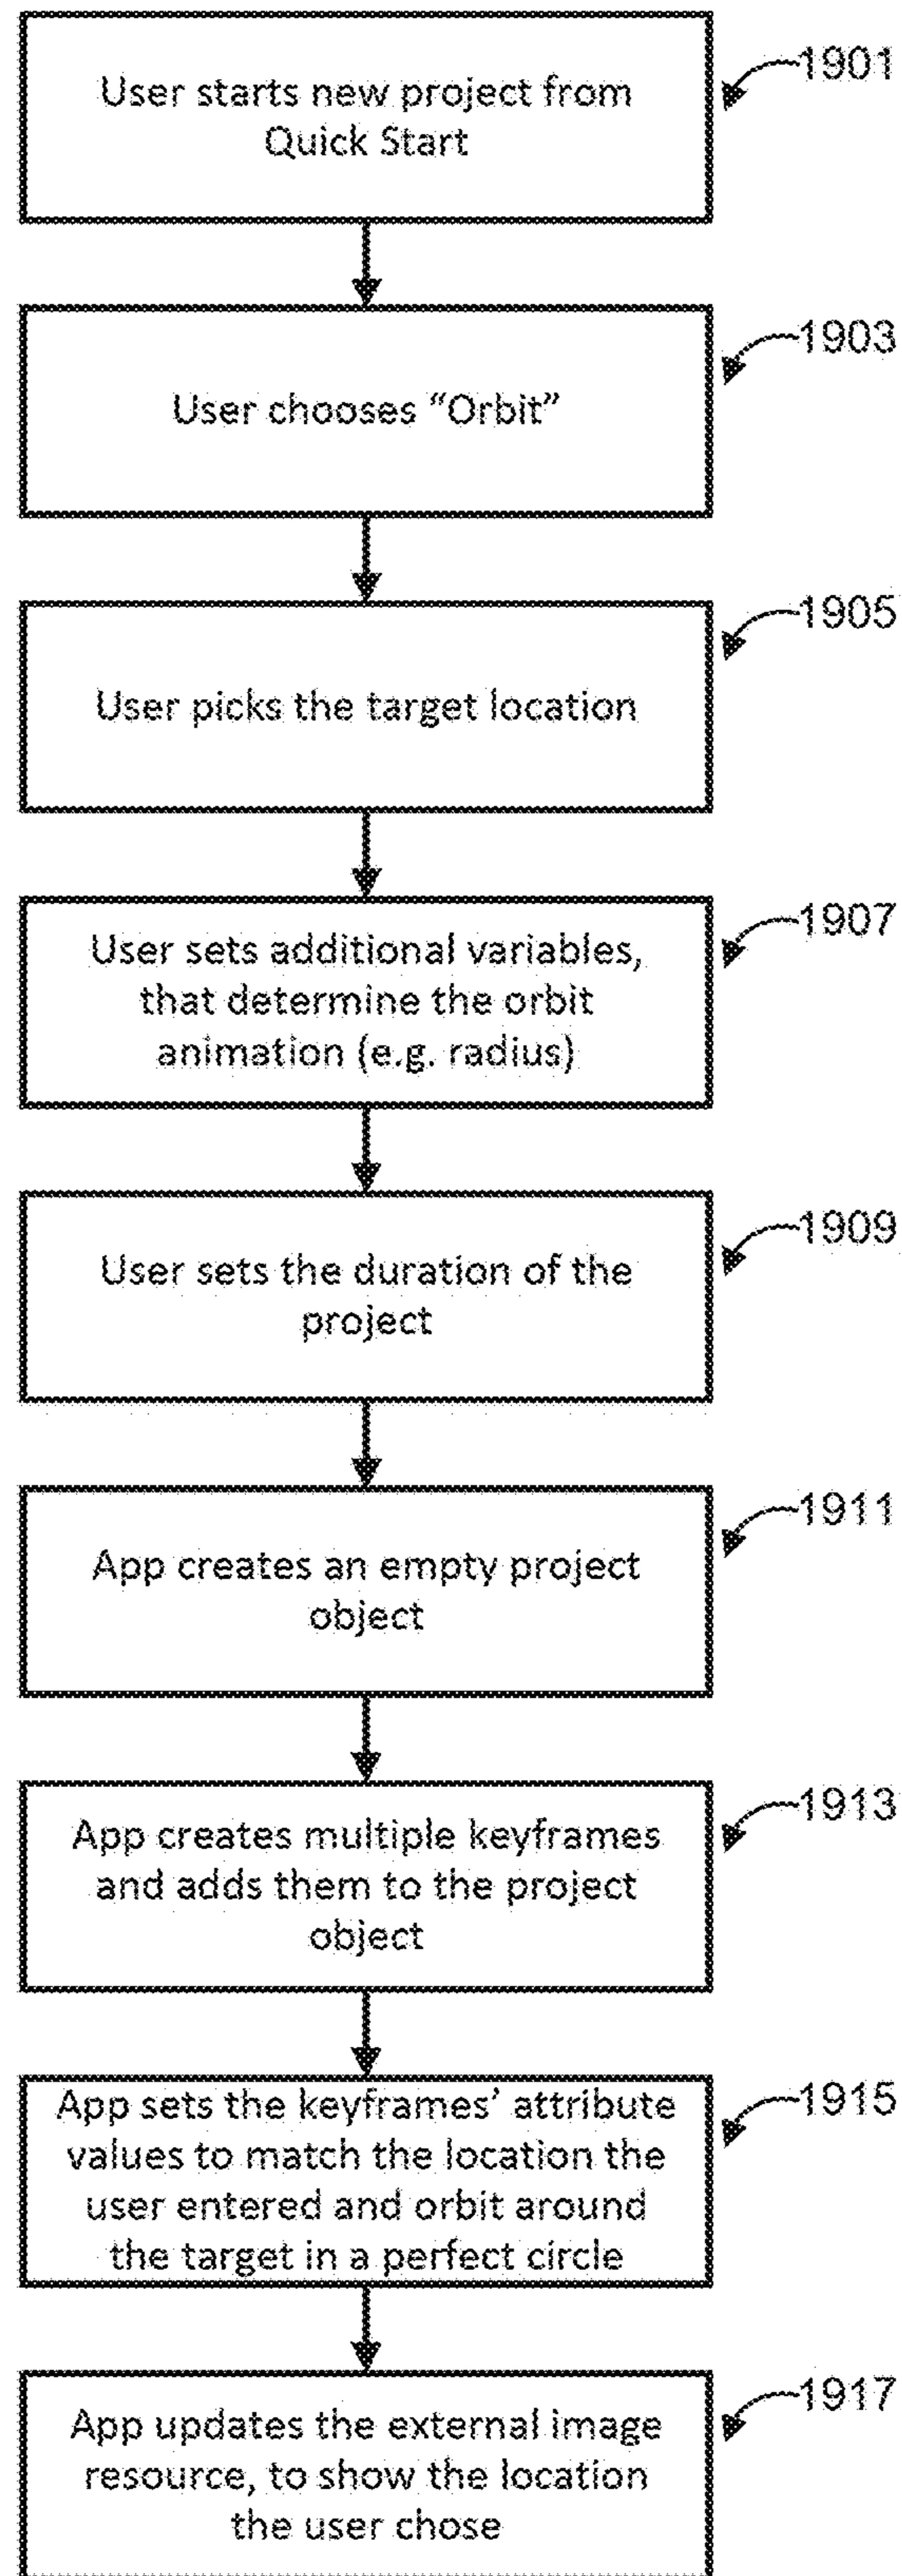 User starts new project from
Quick Start
1901
User chooses “Orbit”
1903
User picks the target location
1905
User sets additional variables,
that determine the orbit
animation (e.g. radius)
1907
User sets the duration of the
project
1909
App creates an empty project
object
1911
App creates multiple keyframes
and adds them to the project
object
1913
App sets the keyframes’ attribute
values to match the location the
user entered and orbit around
the target in a perfect circle
1915
App updates the external image
resource, to show the location
the user chose
1917